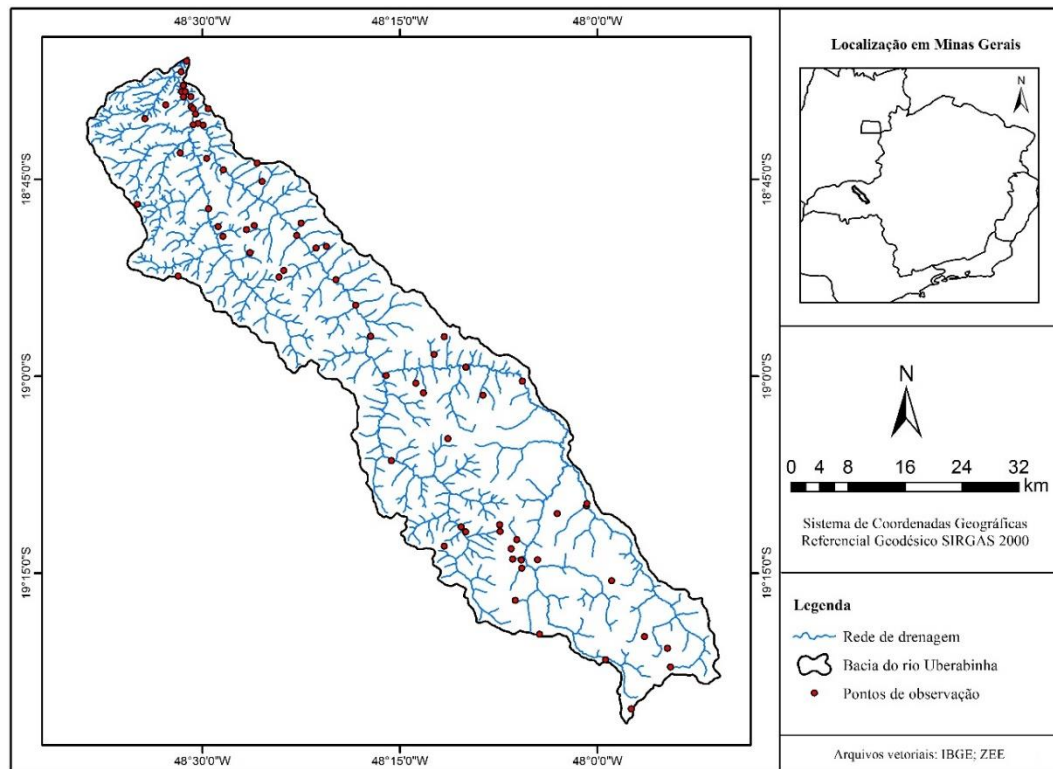 48°30'0"W 48°15'0"W 48°0'0"W
18°45'0"S 18°45'0"S
19°0'0"S 19°0'0"S
19°15'0"S 19°15'0"S
48°30'0"W 48°15'0"W 48°0'0"W
Localização em Minas Gerais
N
N
0 4 8 16 24 32
km
Sistema de Coordenadas Geográficas
Referencial Geodésico SIRGAS 2000
Legenda
Rede de drenagem
Bacia do rio Uberabinha
Pontos de observação
Arquivos vetoriais: IBGE; ZEE